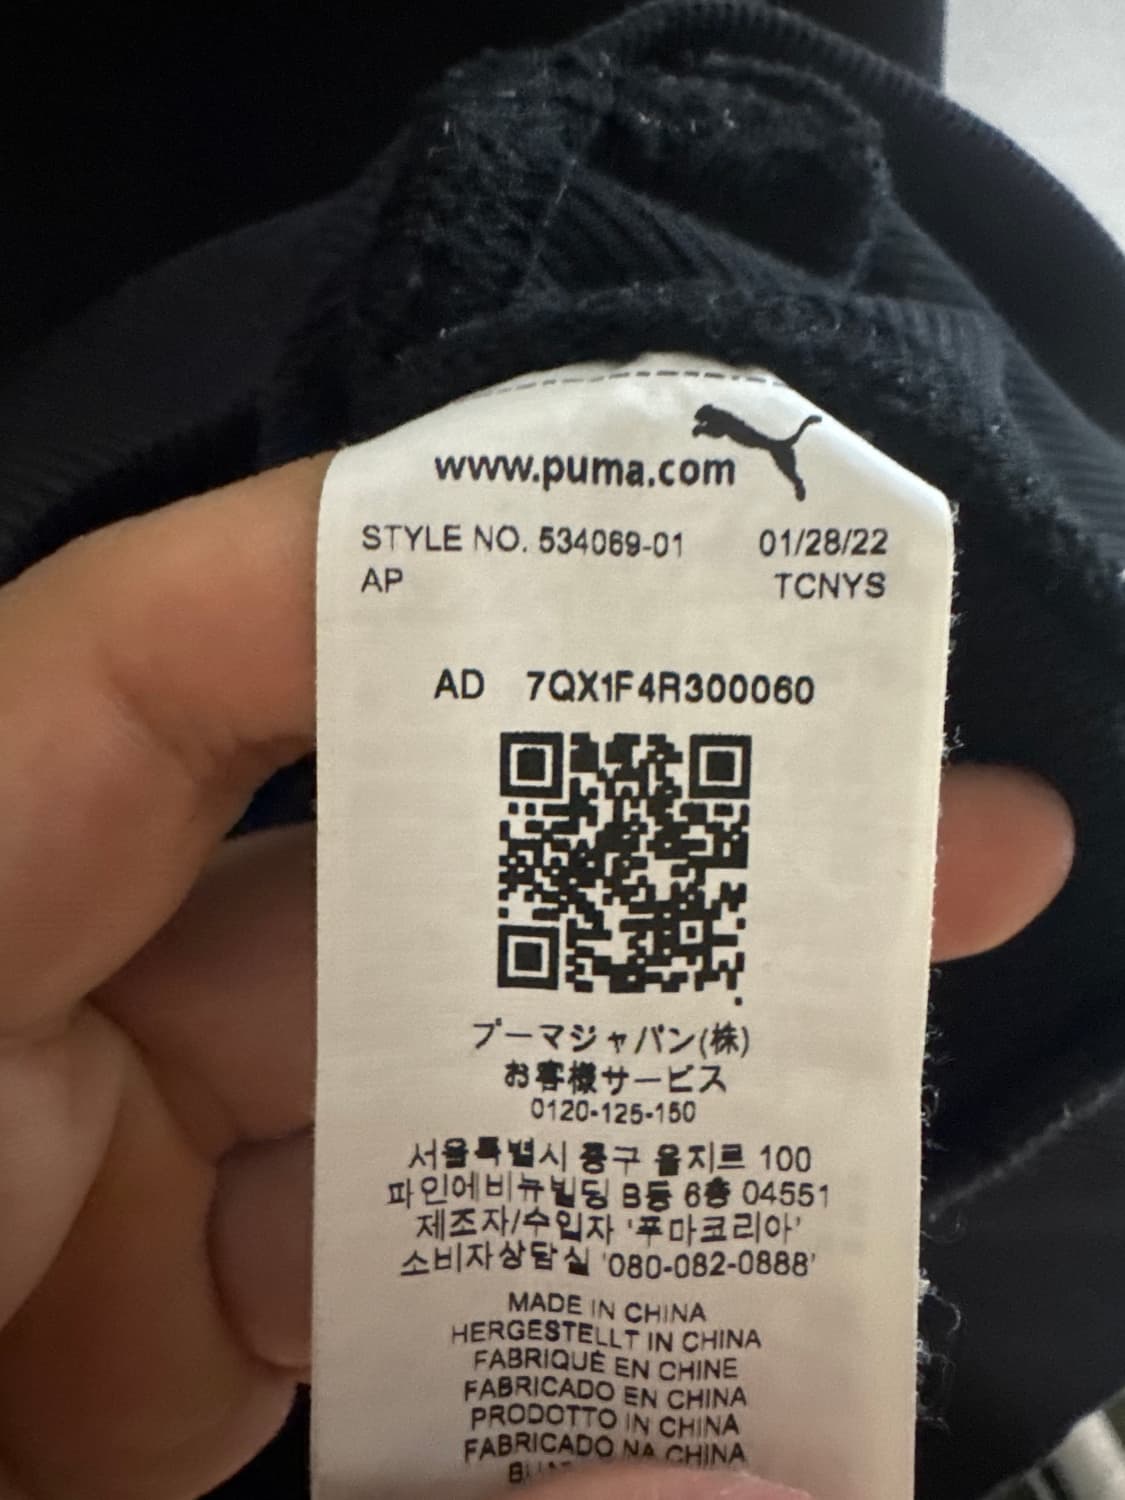 www.puma.com
STYLE NO. 534069-01 01/28/22
AP TCNYS
AD 7QX1F4R300060
プーマジャパン(株)
お客様サービス
0120-125-150
서울특별시 중구 을지로 100
파인에비뉴빌딩 B동 6층 04551
제조자/수입자 '푸마코리아'
소비자상담실 '080-082-0888'
MADE IN CHINA
HERGESTELLT IN CHINA
FABRIQUÉ EN CHINE
FABRICADO EN CHINA
PRODOTTO IN CHINA
FABRICADO NA CHINA